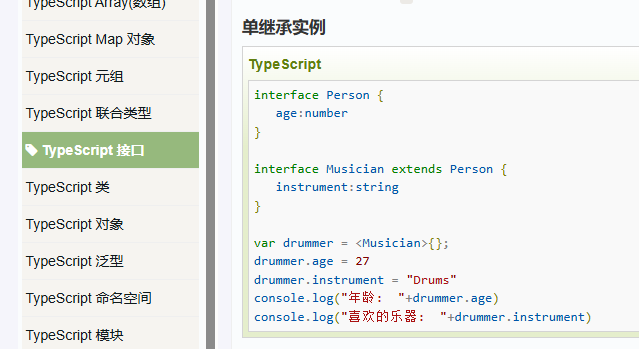 TypeScript Array(数组)
TypeScript Map 对象
TypeScript 元组
TypeScript 联合类型
TypeScript 接口
TypeScript 类
TypeScript 对象
TypeScript 泛型
TypeScript 命名空间
TypeScript 模块
单继承实例
TypeScript
interface Person {
   age:number
}

interface Musician extends Person {
   instrument:string
}

var drummer = <Musician>{};
drummer.age = 27
drummer.instrument = "Drums"
console.log("年龄:  "+drummer.age)
console.log("喜欢的乐器:  "+drummer.instrument)